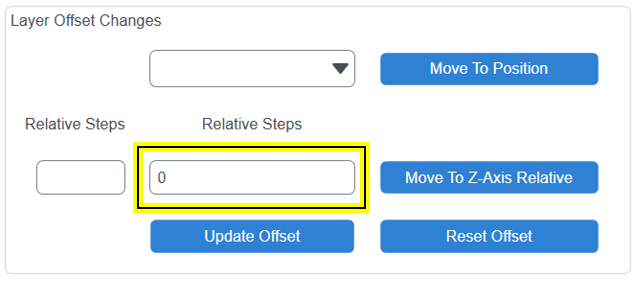 Layer Offset Changes
Move To Position
Relative Steps Relative Steps
0 Move To Z-Axis Relative
Update Offset Reset Offset